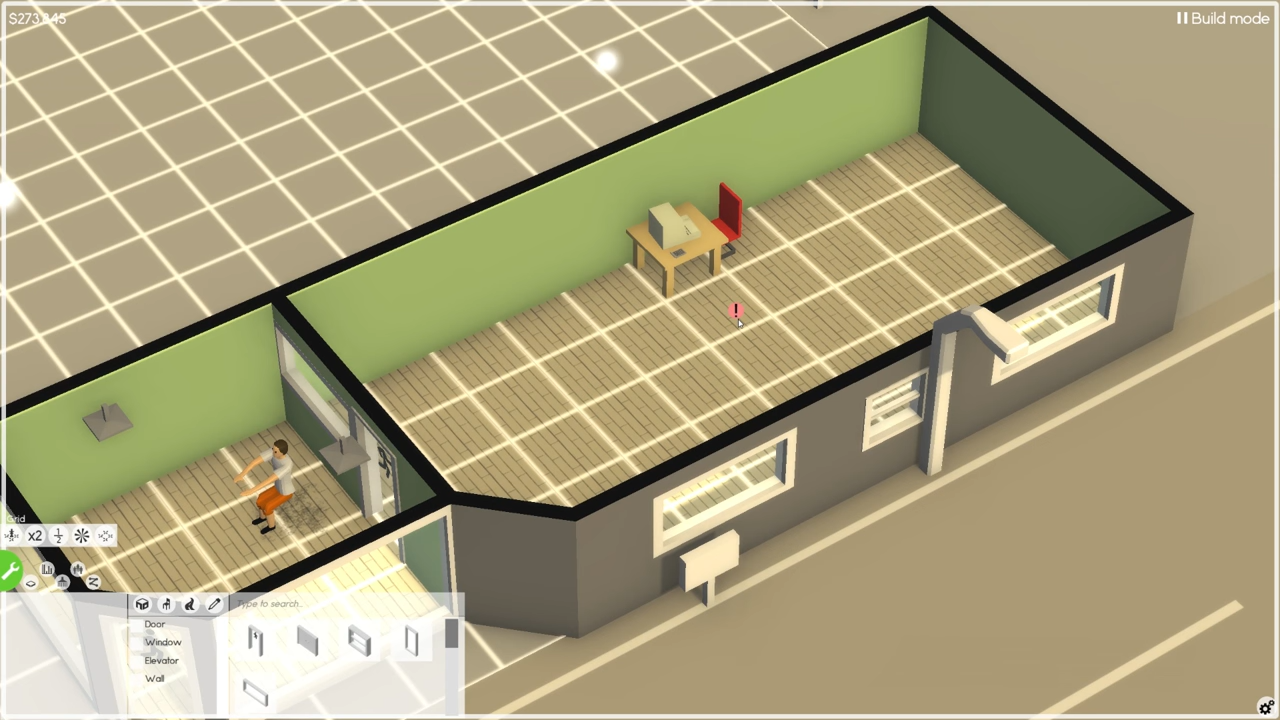 $273,845
Build mode
Grid
x2
1/2
Type to search..
Door
Window
Elevator
Wall